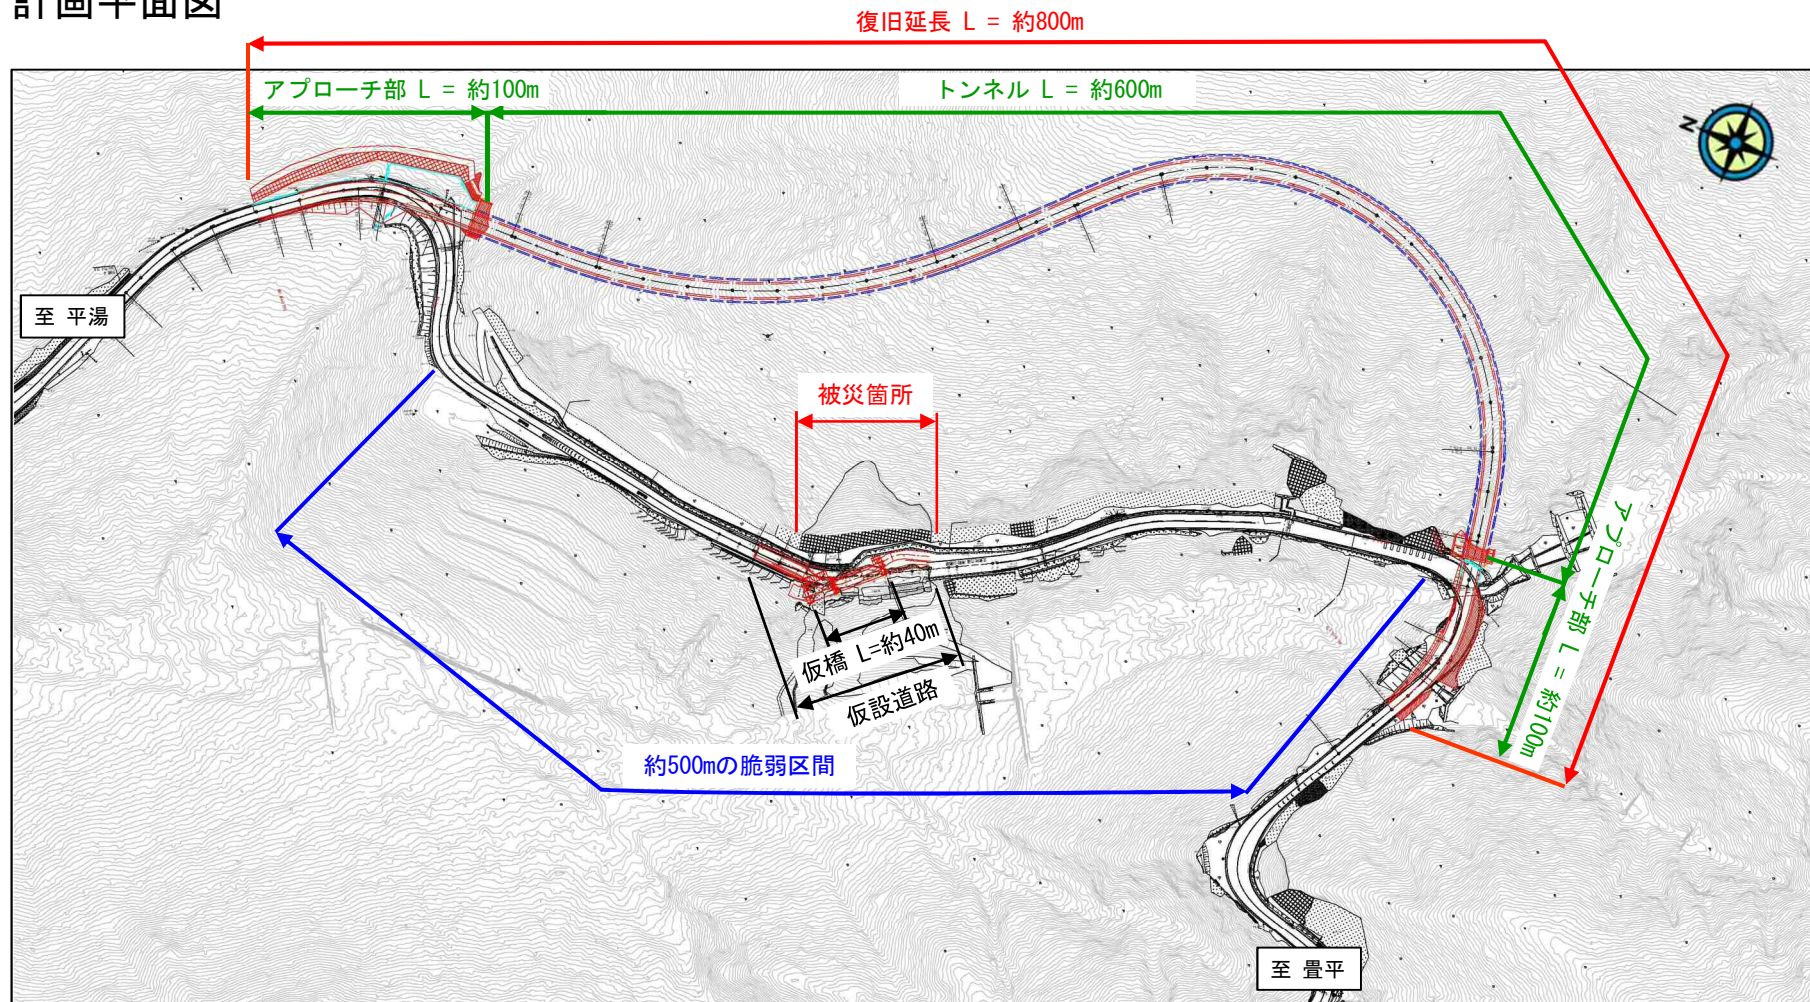 計画平面図
復旧延長 L = 約800m
アプローチ部 L = 約100m
トンネル L = 約600m
N
至 平湯
被災箇所
アプローチ部 L = 約100m
仮橋 L=約40m
仮設道路
約500mの脆弱区間
至 畳平